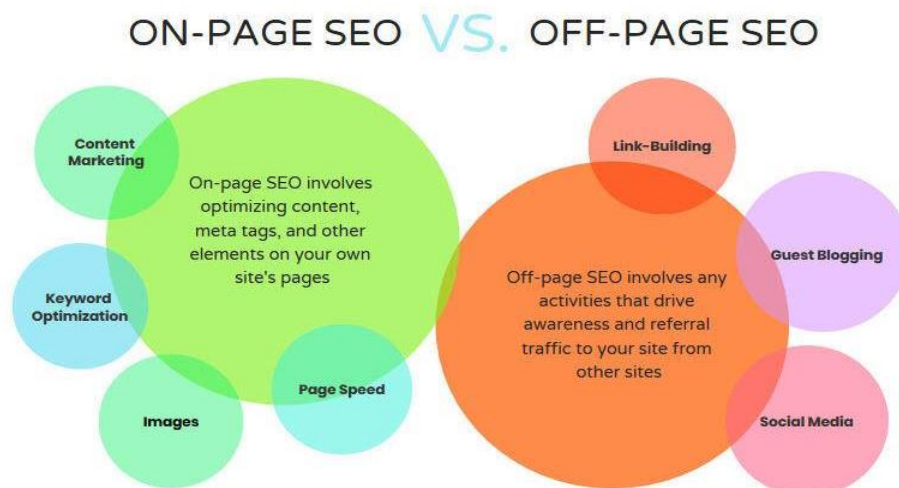 ON-PAGE SEO VS. OFF-PAGE SEO
Content
Marketing
On-page SEO involves
optimizing content,
meta tags, and other
elements on your own
site's pages
Keyword
Optimization
Images
Page Speed
Link-Building
Guest Blogging
Off-page SEO involves any
activities that drive
awareness and referral
traffic to your site from
other sites
Social Media